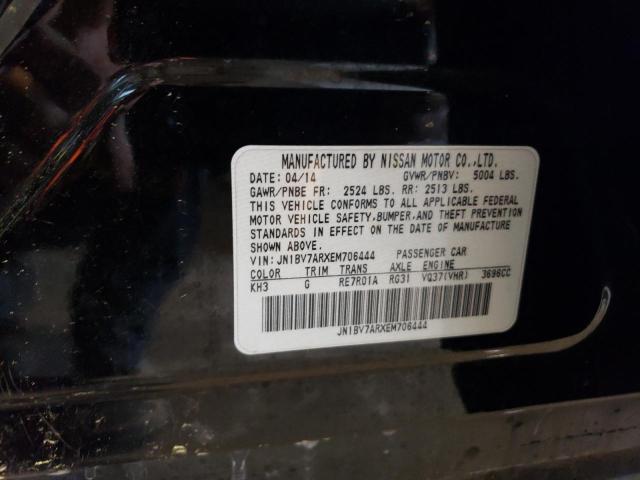 MANUFACTURED BY NISSAN MOTOR CO.,LTD.
DATE: 04/14 GVWR/PNBV: 5004 LBS.
GAWR/PNBE FR: 2524 LBS. RR: 2513 LBS.
THIS VEHICLE CONFORMS TO ALL APPLICABLE FEDERAL
MOTOR VEHICLE SAFETY,BUMPER,AND THEFT PREVENTION
STANDARDS IN EFFECT ON THE DATE OF MANUFACTURE
SHOWN ABOVE.
VIN: JN1BV7ARXEM706444 PASSENGER CAR
COLOR TRIM TRANS AXLE ENGINE
KH3 G RE7R01A RG31 VQ37(VHR) 3696CC
JN1BV7ARXEM706444